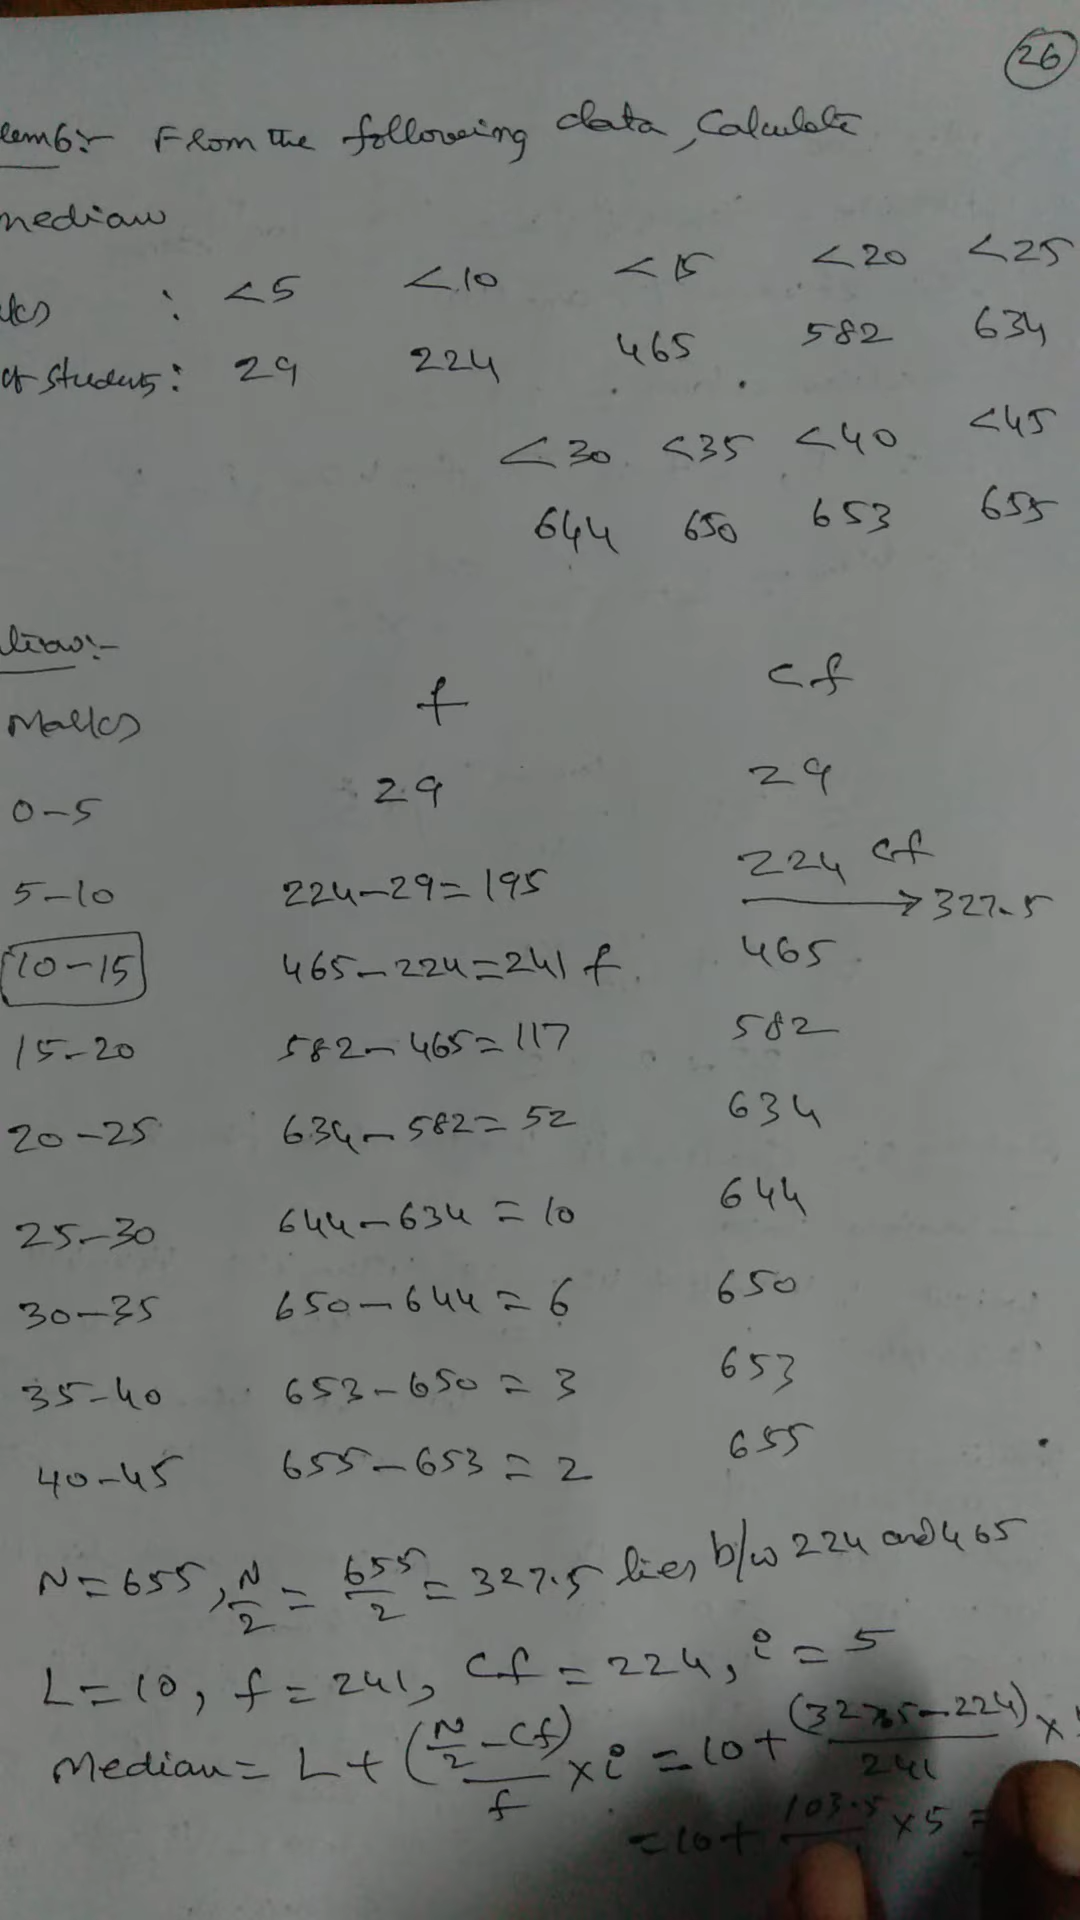 26
lem6:- From the following data, Calculate
median
ks : <5 <10 <15 <20 <25
of students: 29 224 465 582 634
<30 <35 <40 <45
644 650 653 655
tion:-
Marks f cf
0-5 29 29
5-10 224-29=195 224 cf
→327.5
10-15 465-224=241 f 465
15-20 582-465=117 582
20-25 634-582=52 634
25-30 644-634=10 644
30-35 650-644=6 650
35-40 653-650=3 653
40-45 655-653=2 655
N=655, N/2 = 655/2 = 327.5 lies b/w 224 and 465
L=10, f=241, cf=224, i=5
Median = L+(N/2-cf)/f ×i = 10+(327.5-224)/241 ×
=10+ 103.5 ×5 =